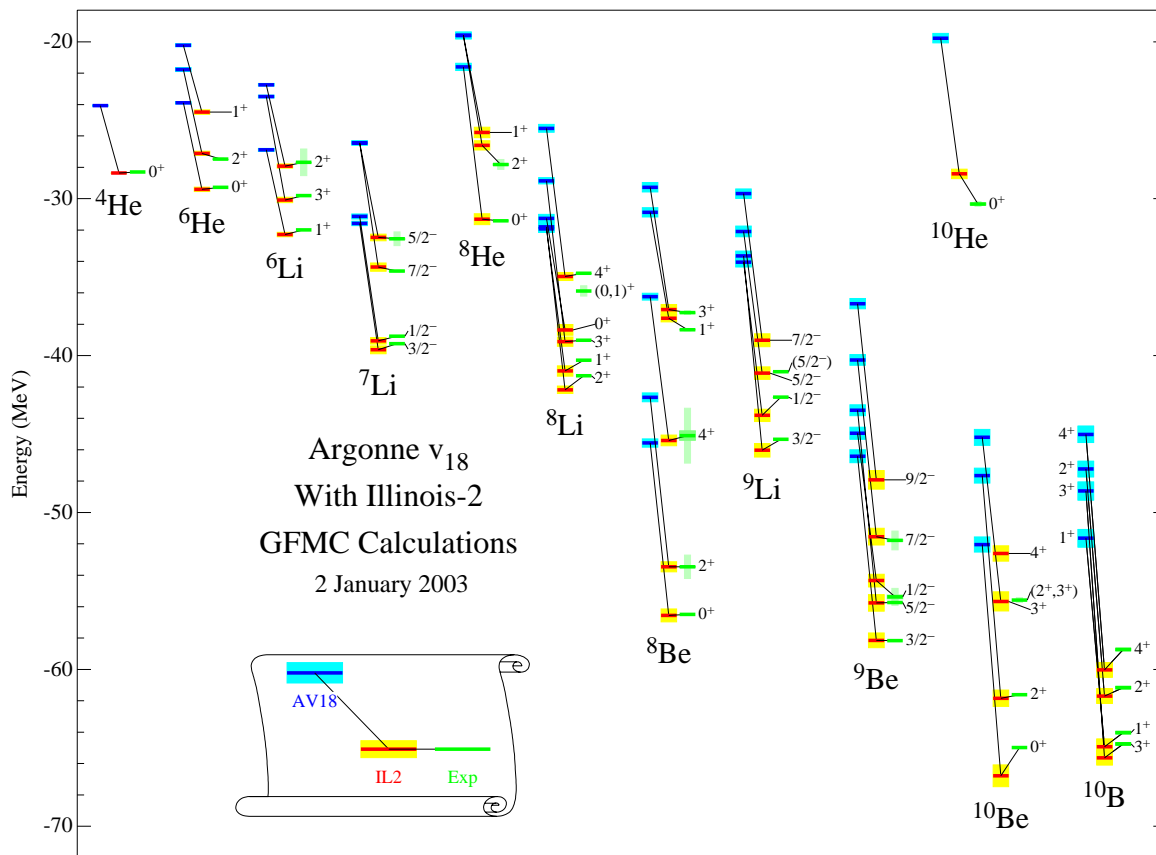 -20
-30
-40
-50
-60
-70
Energy (MeV)
0⁺
⁴He
1⁺
2⁺
0⁺
⁶He
2⁺
3⁺
1⁺
⁶Li
5/2⁻
7/2⁻
1/2⁻
3/2⁻
⁷Li
1⁺
2⁺
0⁺
⁸He
4⁺
(0,1)⁺
0⁺
3⁺
1⁺
2⁺
⁸Li
3⁺
1⁺
4⁺
2⁺
0⁺
⁸Be
7/2⁻
(5/2⁻)
5/2⁻
1/2⁻
3/2⁻
⁹Li
9/2⁻
7/2⁻
1/2⁻
5/2⁻
3/2⁻
⁹Be
0⁺
¹⁰He
4⁺
(2⁺,3⁺)
3⁺
2⁺
0⁺
¹⁰Be
4⁺
2⁺
3⁺
1⁺
4⁺
2⁺
1⁺
3⁺
¹⁰B
Argonne v₁₈
With Illinois-2
GFMC Calculations
2 January 2003
AV18
IL2 Exp